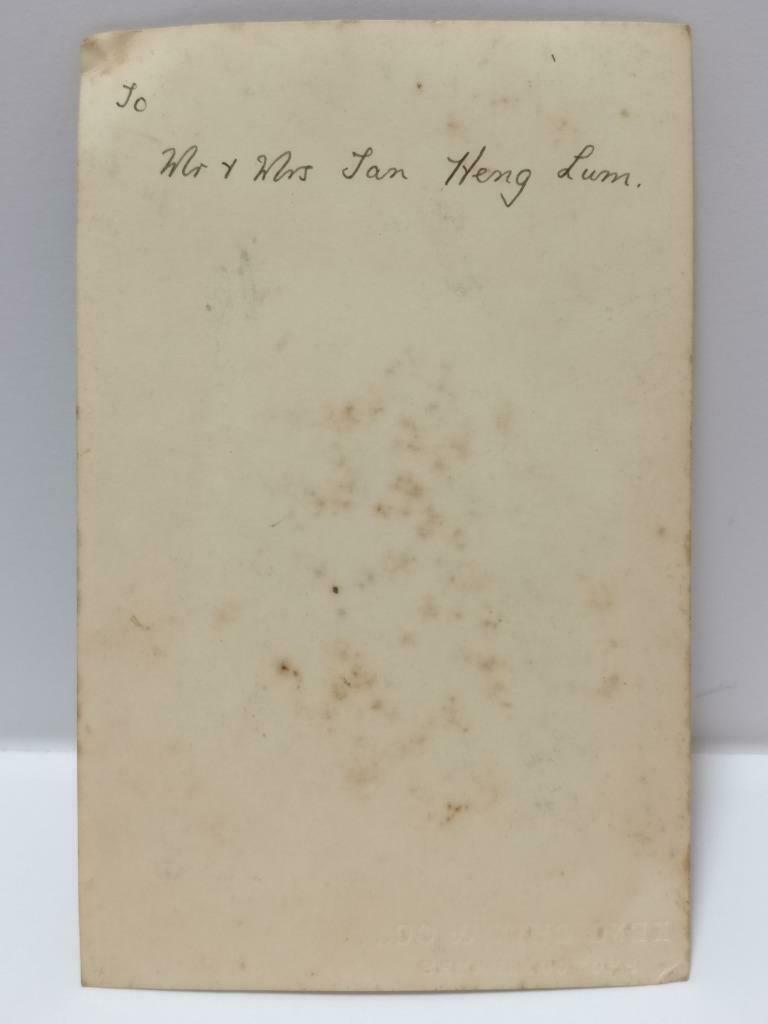 To
Mr & Mrs Tan Heng Lum.